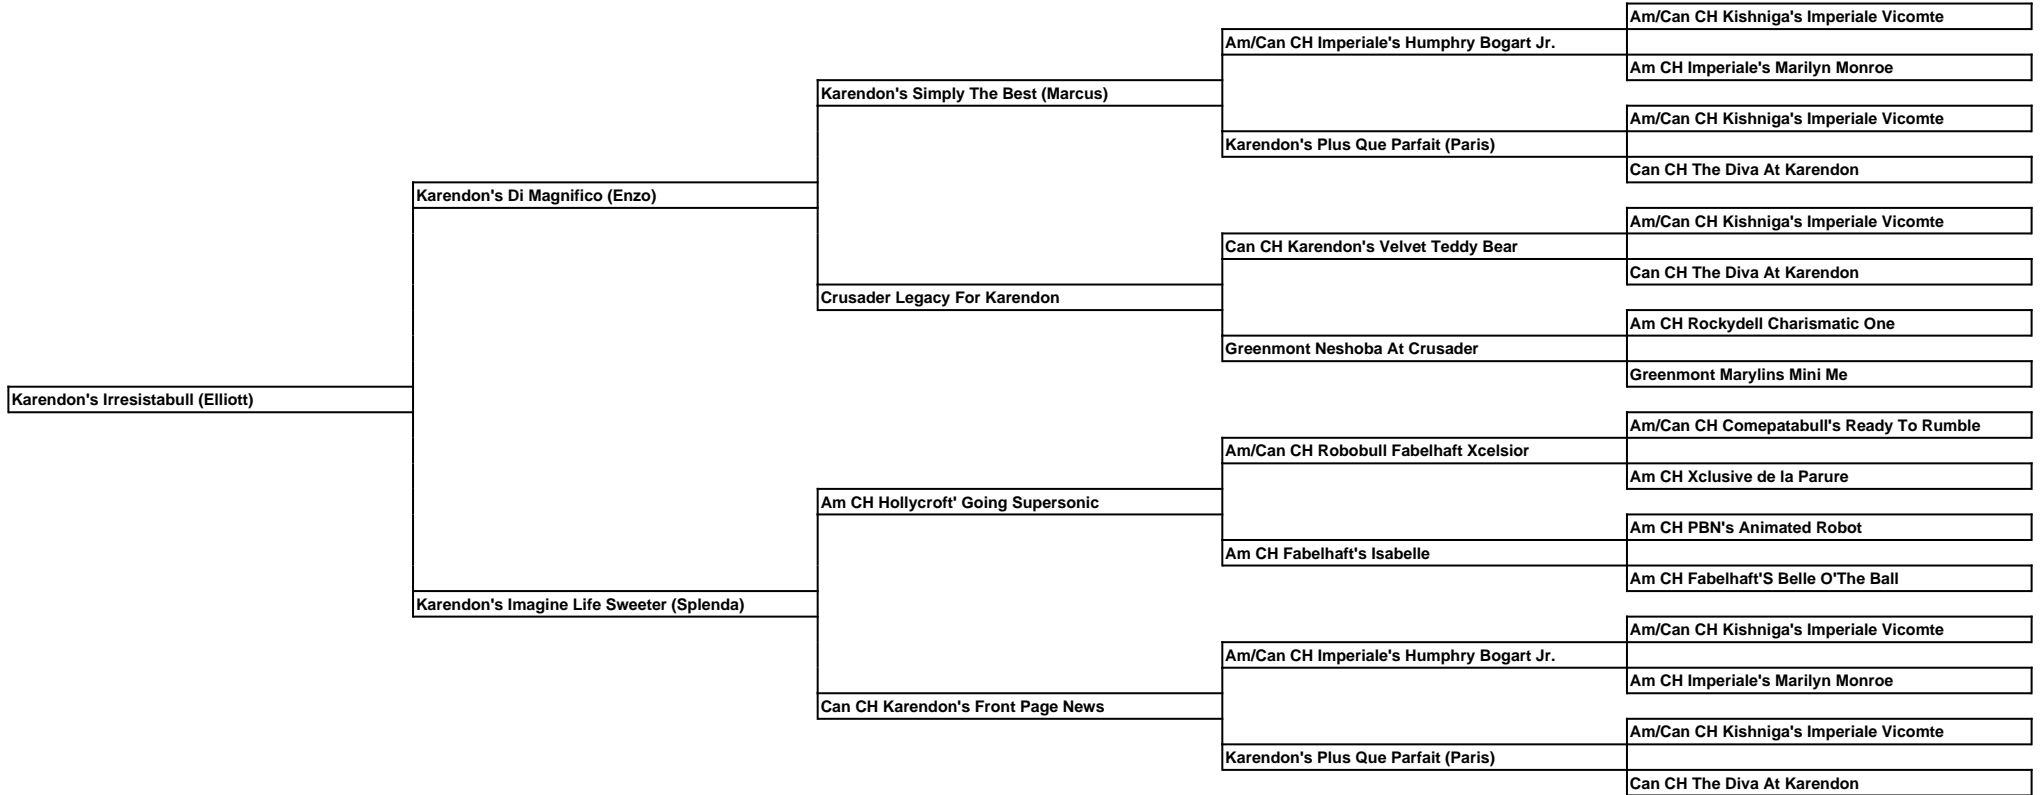 Am/Can CH Kishniga's Imperiale Vicomte
Am/Can CH Imperiale's Humphry Bogart Jr.
Am CH Imperiale's Marilyn Monroe
Karendon's Simply The Best (Marcus)
Am/Can CH Kishniga's Imperiale Vicomte
Karendon's Plus Que Parfait (Paris)
Can CH The Diva At Karendon
Karendon's Di Magnifico (Enzo)
Am/Can CH Kishniga's Imperiale Vicomte
Can CH Karendon's Velvet Teddy Bear
Can CH The Diva At Karendon
Crusader Legacy For Karendon
Am CH Rockydell Charismatic One
Greenmont Neshoba At Crusader
Greenmont Marylins Mini Me
Karendon's Irresistabull (Elliott)
Am/Can CH Comepatabull's Ready To Rumble
Am/Can CH Robobull Fabelhaft Xcelsior
Am CH Xclusive de la Parure
Am CH Hollycroft' Going Supersonic
Am CH PBN's Animated Robot
Am CH Fabelhaft's Isabelle
Am CH Fabelhaft'S Belle O'The Ball
Karendon's Imagine Life Sweeter (Splenda)
Am/Can CH Kishniga's Imperiale Vicomte
Am/Can CH Imperiale's Humphry Bogart Jr.
Am CH Imperiale's Marilyn Monroe
Can CH Karendon's Front Page News
Am/Can CH Kishniga's Imperiale Vicomte
Karendon's Plus Que Parfait (Paris)
Can CH The Diva At Karendon